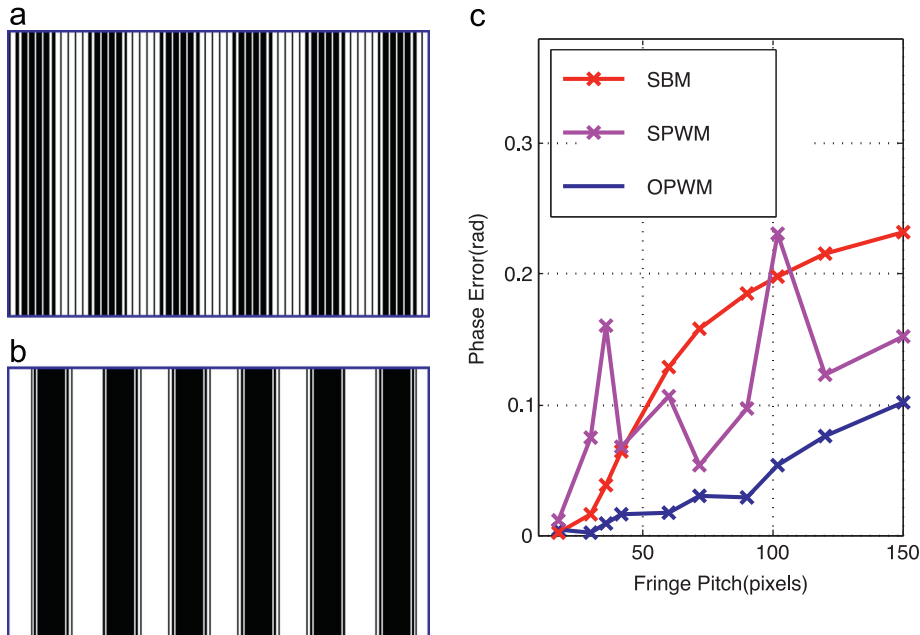 a
b
c
SBM
SPWM
OPWM
0.3
0.2
0.1
0
50
100
150
Phase Error(rad)
Fringe Pitch(pixels)